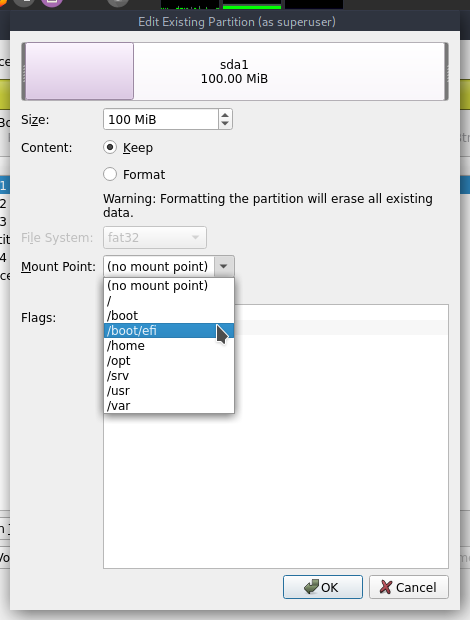 Edit Existing Partition (as superuser)
sda1
100.00 MiB
Size:
100 MiB
Content:
Keep
Format
Warning: Formatting the partition will erase all existing
data.
File System:
fat32
Mount Point:
(no mount point)
(no mount point)
/
/boot
/boot/efi
/home
/opt
/srv
/usr
/var
Flags:
OK
Cancel